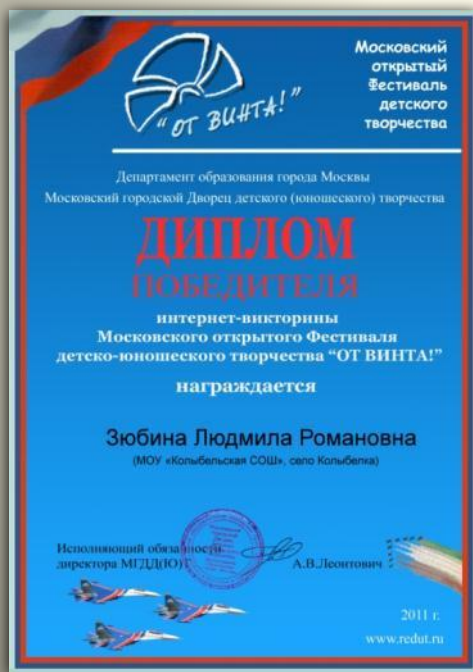 "ОТ ВИНТА!"
Московский
открытый
Фестиваль
детского
творчества
Департамент образования города Москвы
Московский городской Дворец детского (юношеского) творчества
ДИПЛОМ
ПОБЕДИТЕЛЯ
интернет-викторины
Московского открытого Фестиваля
детско-юношеского творчества "ОТ ВИНТА!"
награждается
Зюбина Людмила Романовна
(МОУ «Колыбельская СОШ», село Колыбелка)
Исполняющий обязанности
директора МГДД(Ю)Т
А.В.Леонтович
2011 г.
www.redut.ru